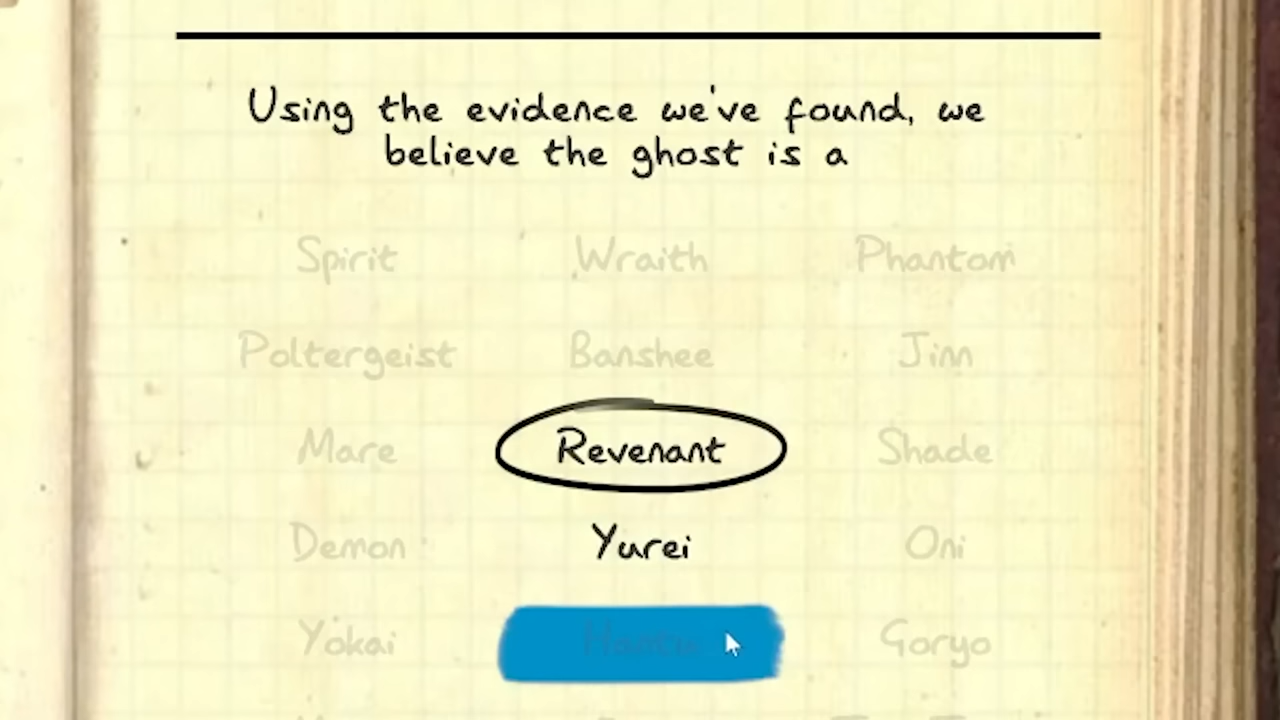 Using the evidence we've found, we
believe the ghost is a
Spirit Wraith Phantom
Poltergeist Banshee Jinn
Mare Revenant Shade
Demon Yurei Oni
Yokai Hantu Goryo